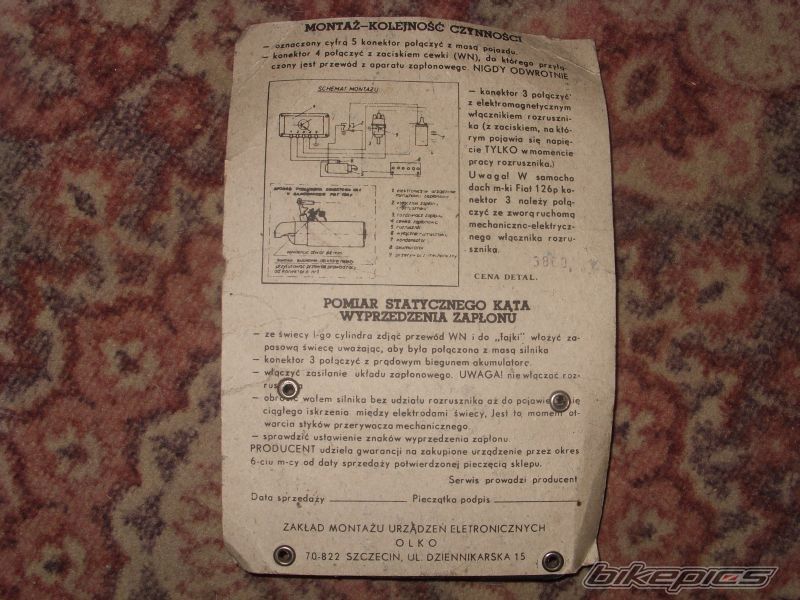 MONTAŻ—KOLEJNOŚĆ CZYNNOŚCI
— oznaczony cyfrą 5 konektor połączyć z masą pojazdu.
— konektor 4 połączyć z zaciskiem cewki (WN), do którego przyłą-
czony jest przewód z aparatu zapłonowego. NIGDY ODWROTNIE
SCHEMAT MONTAŻU
— konektor 3 połączyć
z elektromagnetycznym
włącznikiem rozruszni-
ka (z zaciskiem, na któ-
rym pojawia się napię-
cie TYLKO w momencie
pracy rozrusznika.)
Uwaga! W samocho
dach m-ki Fiat 126p ko-
nektor 3 należy połą-
czyć ze zworą ruchomą
mechaniczno-elektrycz-
nego włącznika rozru-
sznika.
CENA DETAL.
POMIAR STATYCZNEGO KĄTA
WYPRZEDZENIA ZAPŁONU
— ze świecy I-go cylindra zdjąć przewód WN i do „fajki" włożyć za-
pasową świecę uważając, aby była połączona z masą silnika
— konektor 3 połączyć z prądowym biegunem akumulatora.
— włączyć zasilanie układu zapłonowego. UWAGA! nie włączać roz-
rusznika
— obrócić wałem silnika bez udziału rozrusznika aż do pojawienia się
ciągłego iskrzenia między elektrodami świecy, Jest to moment ot-
warcia styków przerywacza mechanicznego.
— sprawdzić ustawienie znaków wyprzedzenia zapłonu.
PRODUCENT udziela gwarancji na zakupione urządzenie przez okres
6-ciu m-cy od daty sprzedaży potwierdzonej pieczęcią sklepu.
Serwis prowadzi producent
Data sprzedaży Pieczątka podpis
ZAKŁAD MONTAŻU URZĄDZEŃ ELETRONICZNYCH
OLKO
70-822 SZCZECIN, UL. DZIENNIKARSKA 15
bikepics